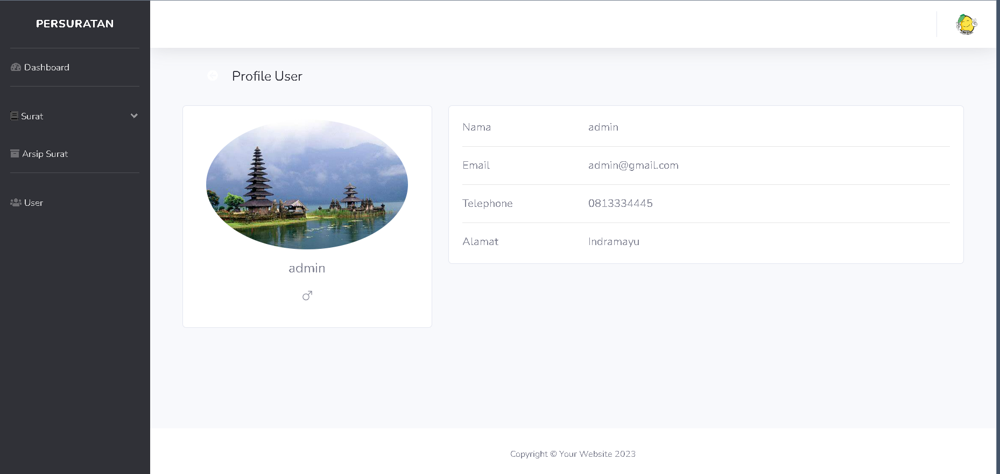 PERSURATAN
Dashboard
Surat
Arsip Surat
User
Profile User
admin
Nama admin
Email admin@gmail.com
Telephone 0813334445
Alamat Indramayu
Copyright © Your Website 2023